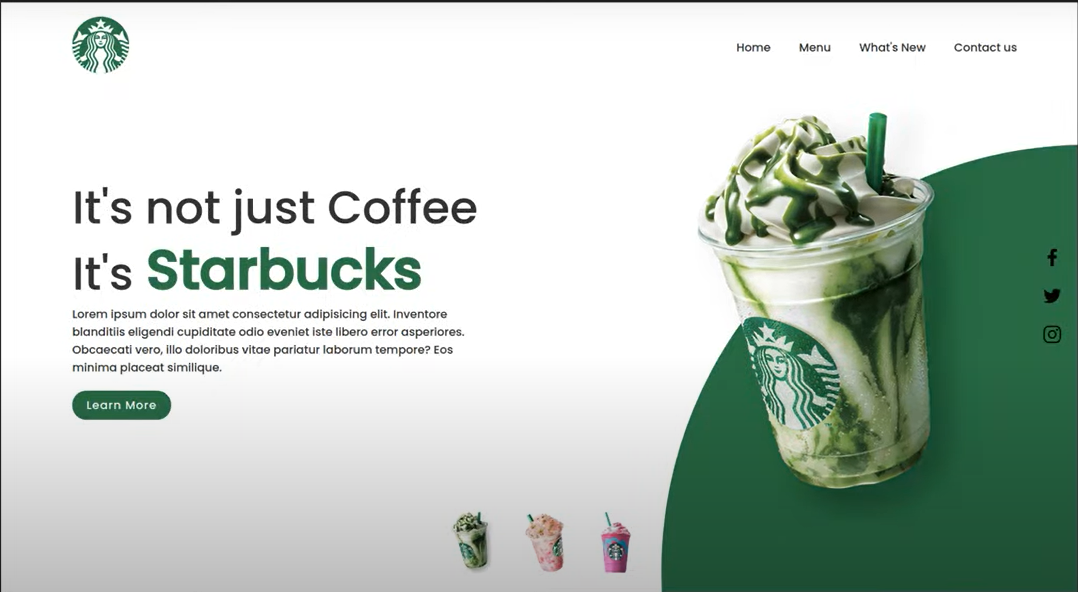 Home Menu What's New Contact us
It's not just Coffee
It's Starbucks
Lorem ipsum dolor sit amet consectetur adipisicing elit. Inventore
blanditiis eligendi cupiditate odio eveniet iste libero error asperiores.
Obcaecati vero, illo doloribus vitae pariatur laborum tempore? Eos
minima placeat similique.
Learn More